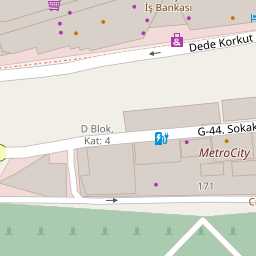 İş Bankası
Dede Korkut
D Blok,
Kat: 4
G-44. Sokak
MetroCity
171